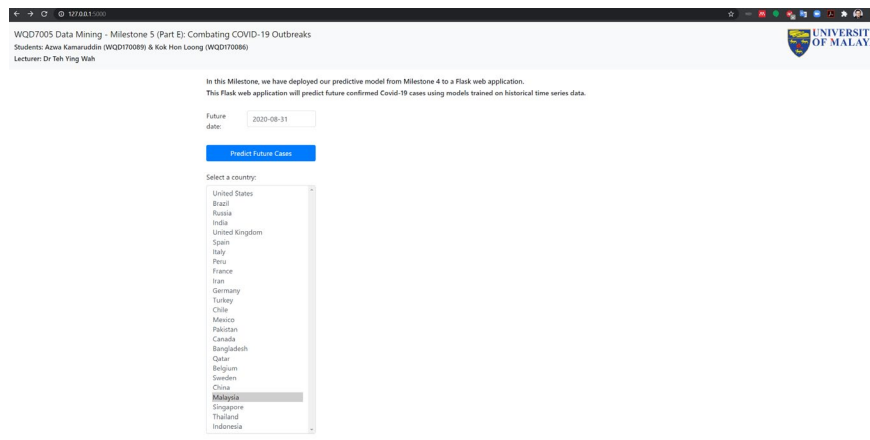 127.0.0.1:5000
WQD7005 Data Mining - Milestone 5 (Part E): Combating COVID-19 Outbreaks
Students: Azwa Kamaruddin (WQD170089) & Kok Hon Loong (WQD170086)
Lecturer: Dr Teh Ying Wah
UNIVERSIT
OF MALAY
In this Milestone, we have deployed our predictive model from Milestone 4 to a Flask web application.
This Flask web application will predict future confirmed Covid-19 cases using models trained on historical time series data.
Future
date:
2020-08-31
Predict Future Cases
Select a country:
United States
Brazil
Russia
India
United Kingdom
Spain
Italy
Peru
France
Iran
Germany
Turkey
Chile
Mexico
Pakistan
Canada
Bangladesh
Qatar
Belgium
Sweden
China
Malaysia
Singapore
Thailand
Indonesia